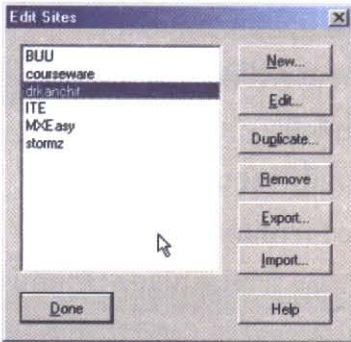 Edit Sites
BUU
courseware
drkanchit
ITE
MXEasy
stormz
New...
Edit...
Duplicate...
Remove
Export...
Import...
Done
Help